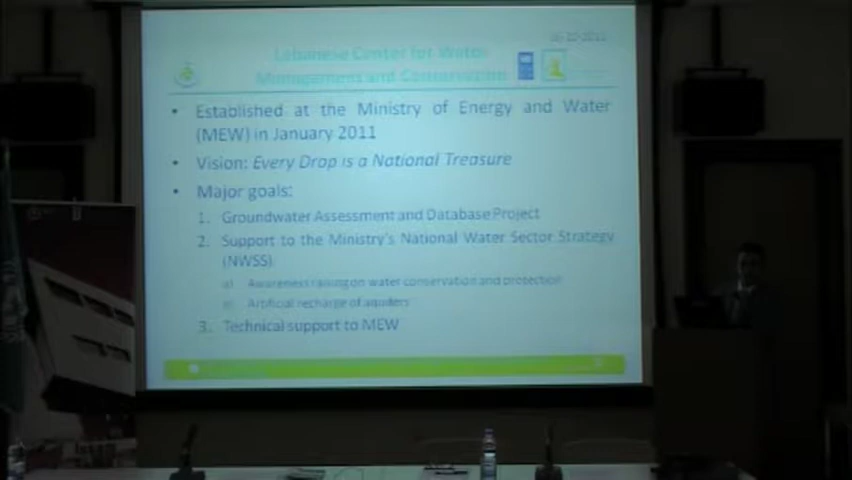 Lebanese Center for Water
Management and Conservation
• Established at the Ministry of Energy and Water
(MEW) in January 2011
• Vision: Every Drop is a National Treasure
• Major goals:
1. Groundwater Assessment and Database Project
2. Support to the Ministry's National Water Sector Strategy
(NWSS)
Awareness raising on water conservation and protection
Artificial recharge of aquifers
3. Technical support to MEW